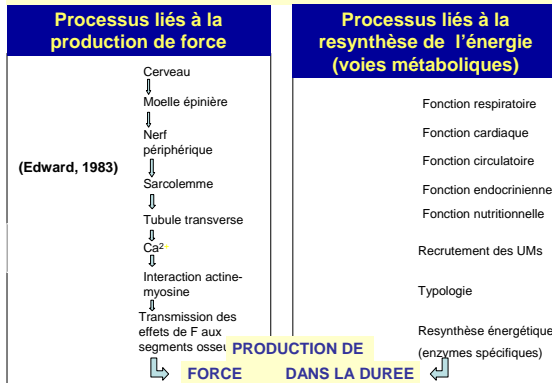 Processus liés à la
production de force
Cerveau
Moelle épinière
Nerf
périphérique
(Edward, 1983)
Sarcolemme
Tubule transverse
Ca2+
Interaction actine-
myosine
Transmission des
effets de F aux
segments
Processus liés à la
resynthèse de l'énergie
(voies métaboliques)
Fonction respiratoire
Fonction cardiaque
Fonction circulatoire
Fonction endocrinienne
Fonction nutritionnelle
Recrutement des UMs
Typologie
Resynthèse énergétique
(enzymes spécifiques)
PRODUCTION DE
FORCE DANS LA DUREE